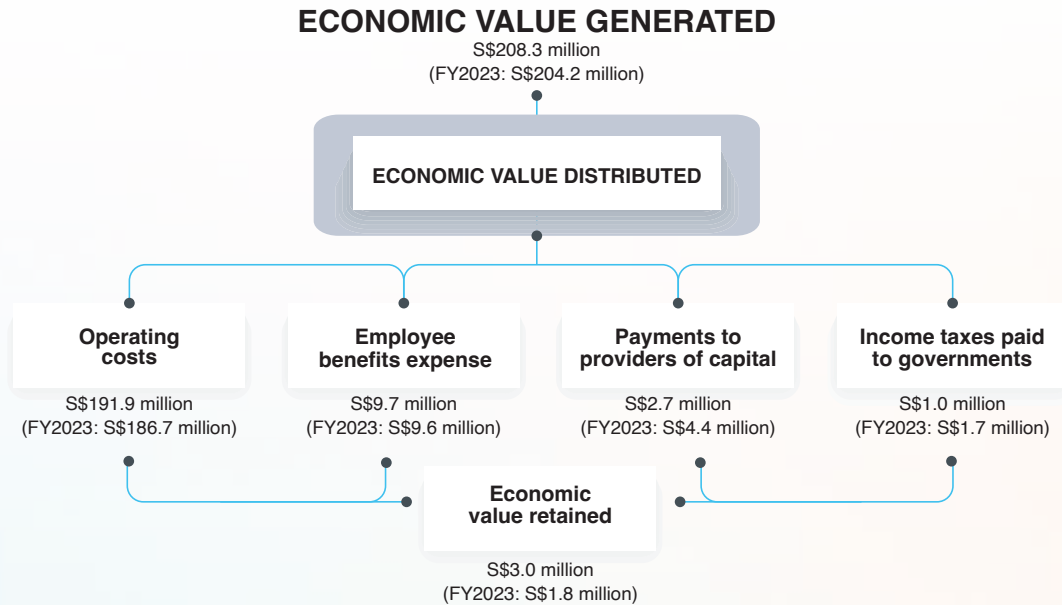 ECONOMIC VALUE GENERATED
S$208.3 million
(FY2023: S$204.2 million)
ECONOMIC VALUE DISTRIBUTED
Operating
costs
S$191.9 million
(FY2023: S$186.7 million)
Employee
benefits expense
S$9.7 million
(FY2023: S$9.6 million)
Payments to
providers of capital
S$2.7 million
(FY2023: S$4.4 million)
Income taxes paid
to governments
S$1.0 million
(FY2023: S$1.7 million)
Economic
value retained
S$3.0 million
(FY2023: S$1.8 million)